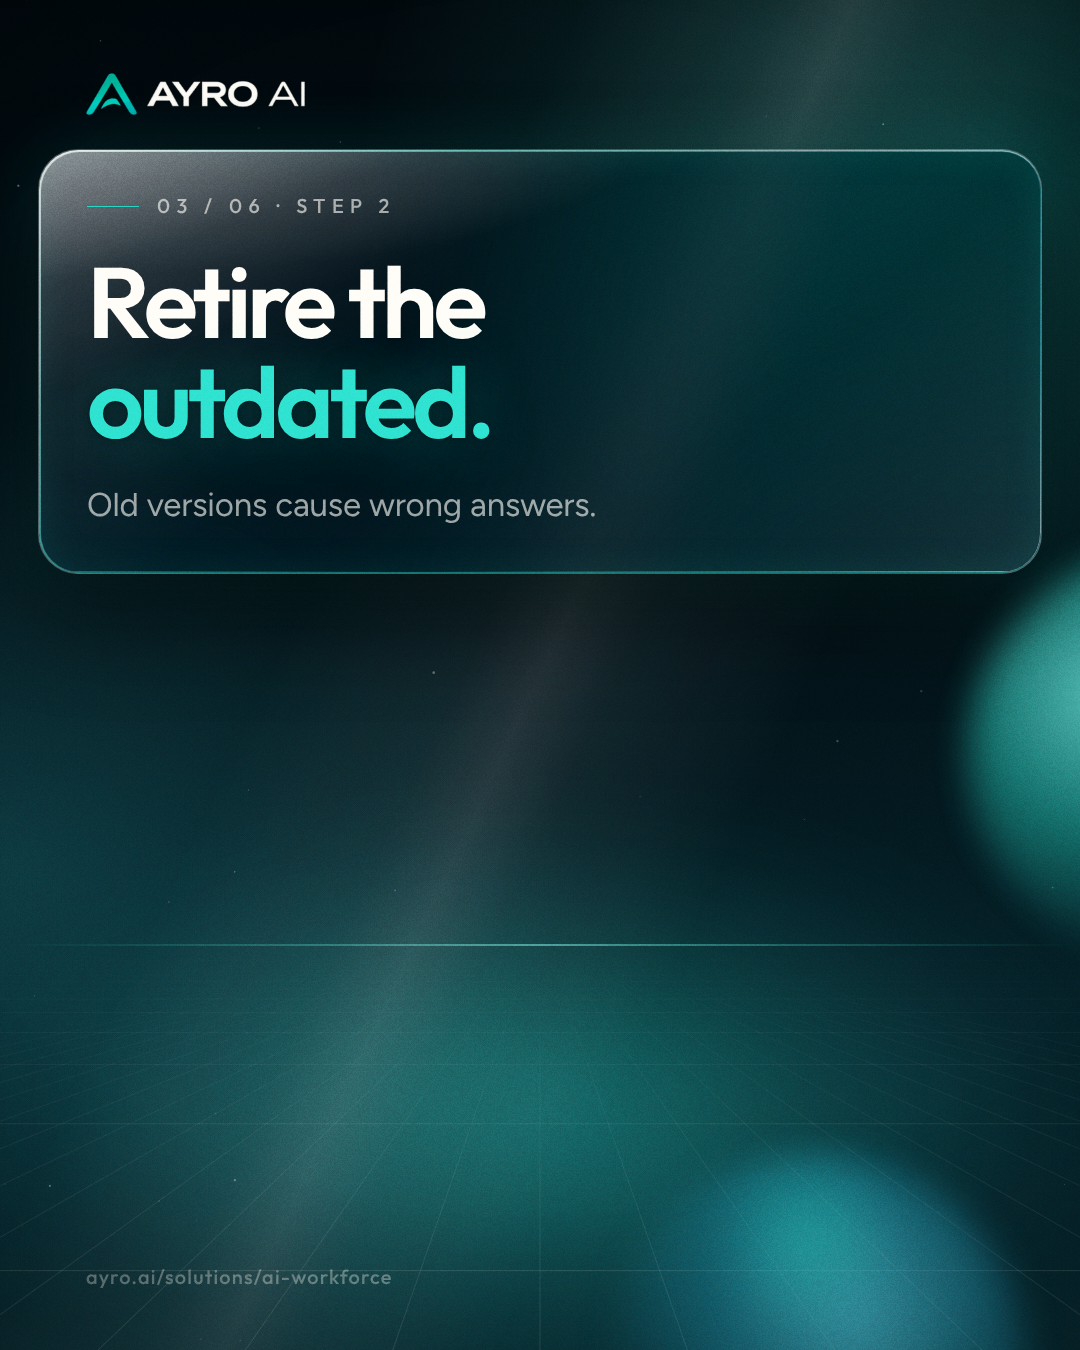 AYRO AI
03 / 06 · STEP 2
Retire the
outdated.
Old versions cause wrong answers.
ayro.ai/solutions/ai-workforce